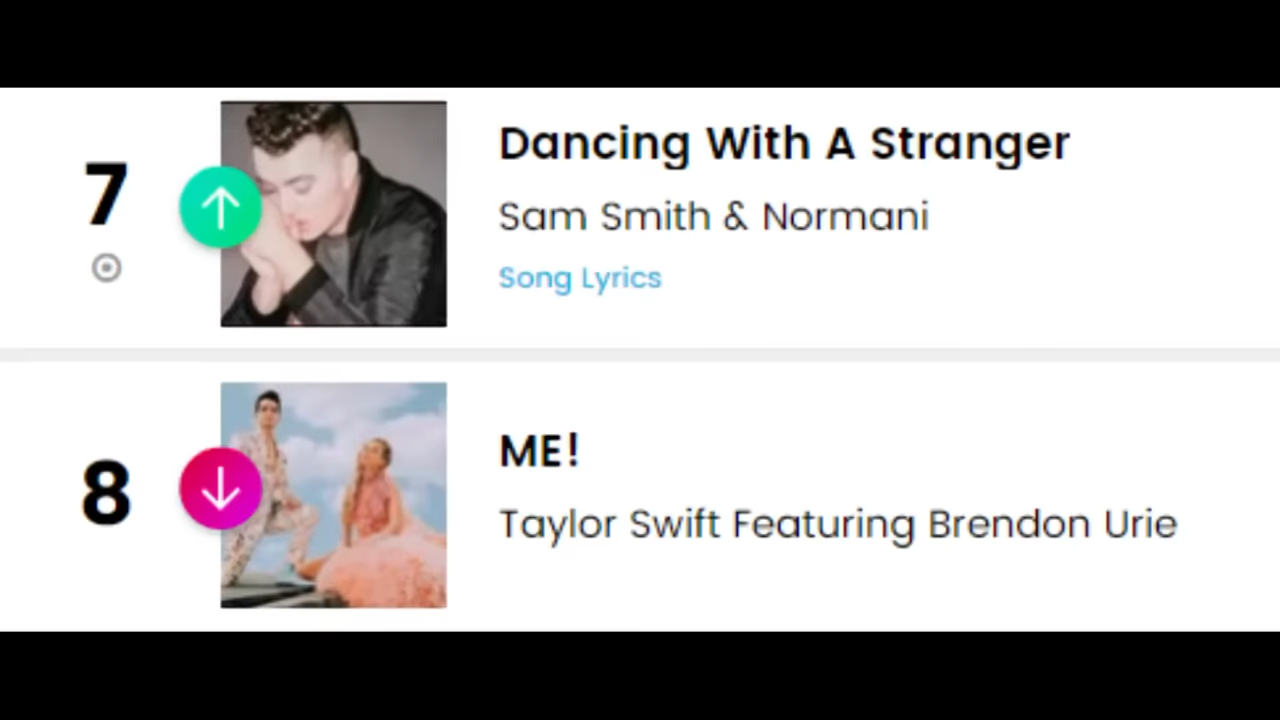 7
Dancing With A Stranger
Sam Smith & Normani
Song Lyrics
8
ME!
Taylor Swift Featuring Brendon Urie